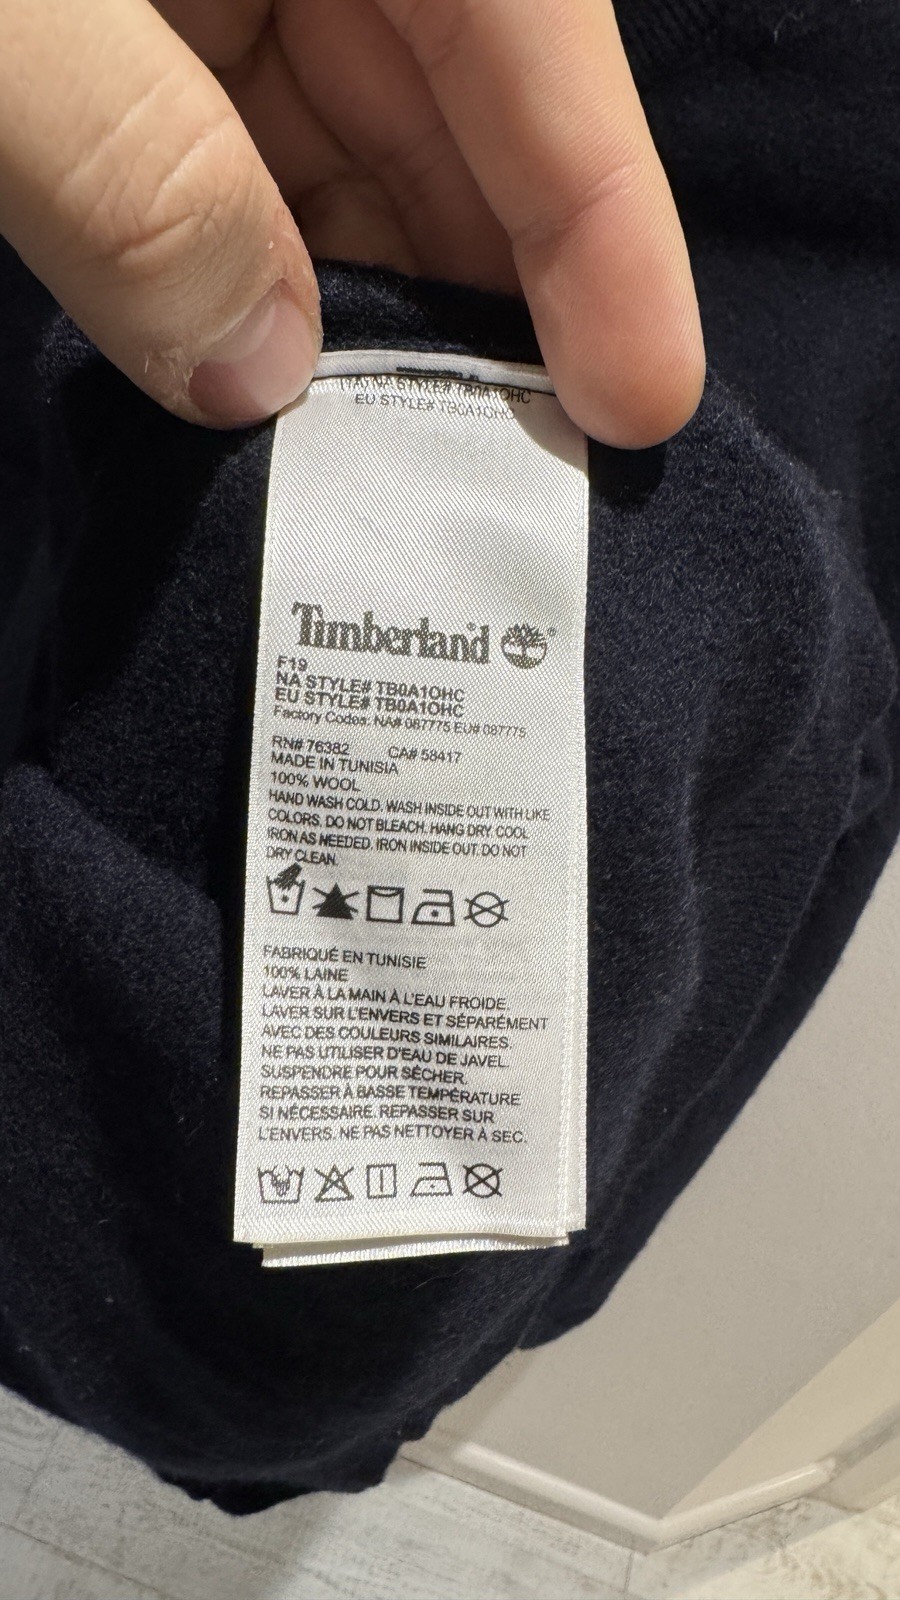 NA STYLE# TB0A1OHC
EU STYLE# TB0A1OHC
Timberland
F19
NA STYLE# TB0A1OHC
EU STYLE# TB0A1OHC
Factory Codes: NA# 087775 EU# 087775
RN# 76382 CA# 58417
MADE IN TUNISIA
100% WOOL
HAND WASH COLD. WASH INSIDE OUT WITH LIKE
COLORS. DO NOT BLEACH. HANG DRY. COOL
IRON AS NEEDED. IRON INSIDE OUT. DO NOT
DRY CLEAN.
FABRIQUÉ EN TUNISIE
100% LAINE
LAVER À LA MAIN À L'EAU FROIDE.
LAVER SUR L'ENVERS ET SÉPARÉMENT
AVEC DES COULEURS SIMILAIRES.
NE PAS UTILISER D'EAU DE JAVEL.
SUSPENDRE POUR SÉCHER.
REPASSER À BASSE TEMPÉRATURE
SI NÉCESSAIRE. REPASSER SUR
L'ENVERS. NE PAS NETTOYER À SEC.